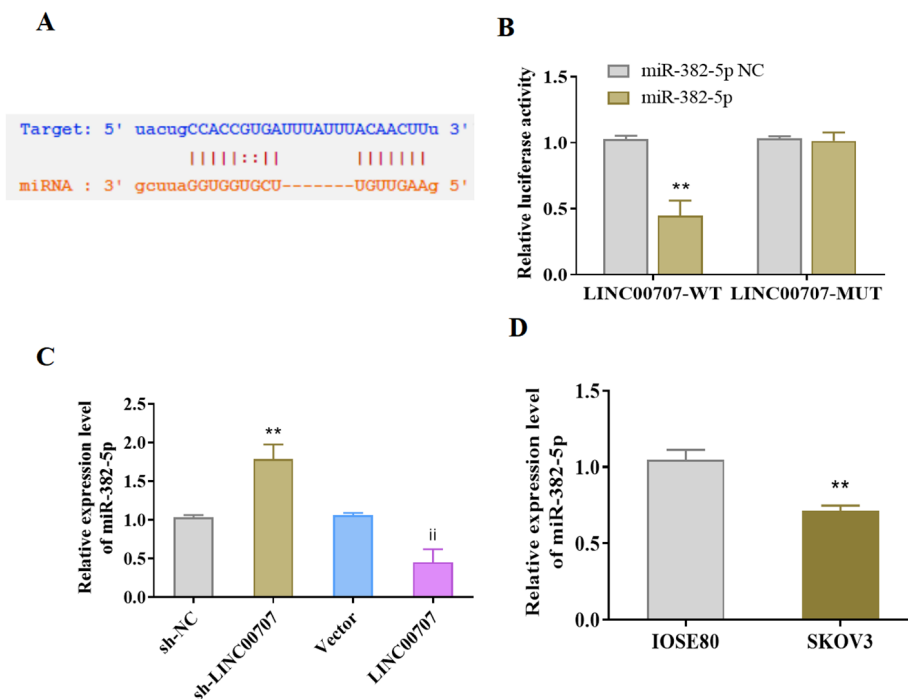 A
Target: 5' uacugCCACCGUGAUUUAUUUACAACUUu 3'
|||||::|| |||||||
miRNA : 3' gcuuaGGUGGUGCU-------UGUUGAAg 5'
B
miR-382-5p NC
miR-382-5p
Relative luciferase activity
1.5
1.0
0.5
0.0
**
LINC00707-WT LINC00707-MUT
C
Relative expression level
of miR-382-5p
2.5
2.0
1.5
1.0
0.5
0.0
**
ii
sh-NC
sh-LINC00707
Vector
LINC00707
D
Relative expression level
of miR-382-5p
1.5
1.0
0.5
0.0
**
IOSE80 SKOV3